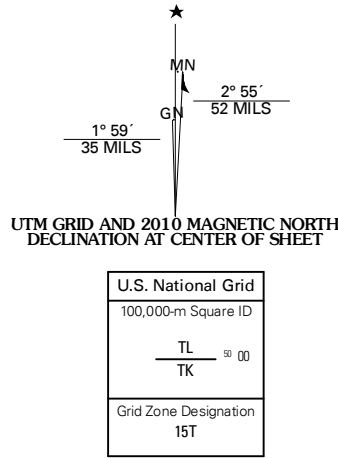 ★
MN
GN
2° 55´
52 MILS
1° 59´
35 MILS
UTM GRID AND 2010 MAGNETIC NORTH
DECLINATION AT CENTER OF SHEET
U.S. National Grid
100,000-m Square ID
TL
50 00
TK
Grid Zone Designation
15T